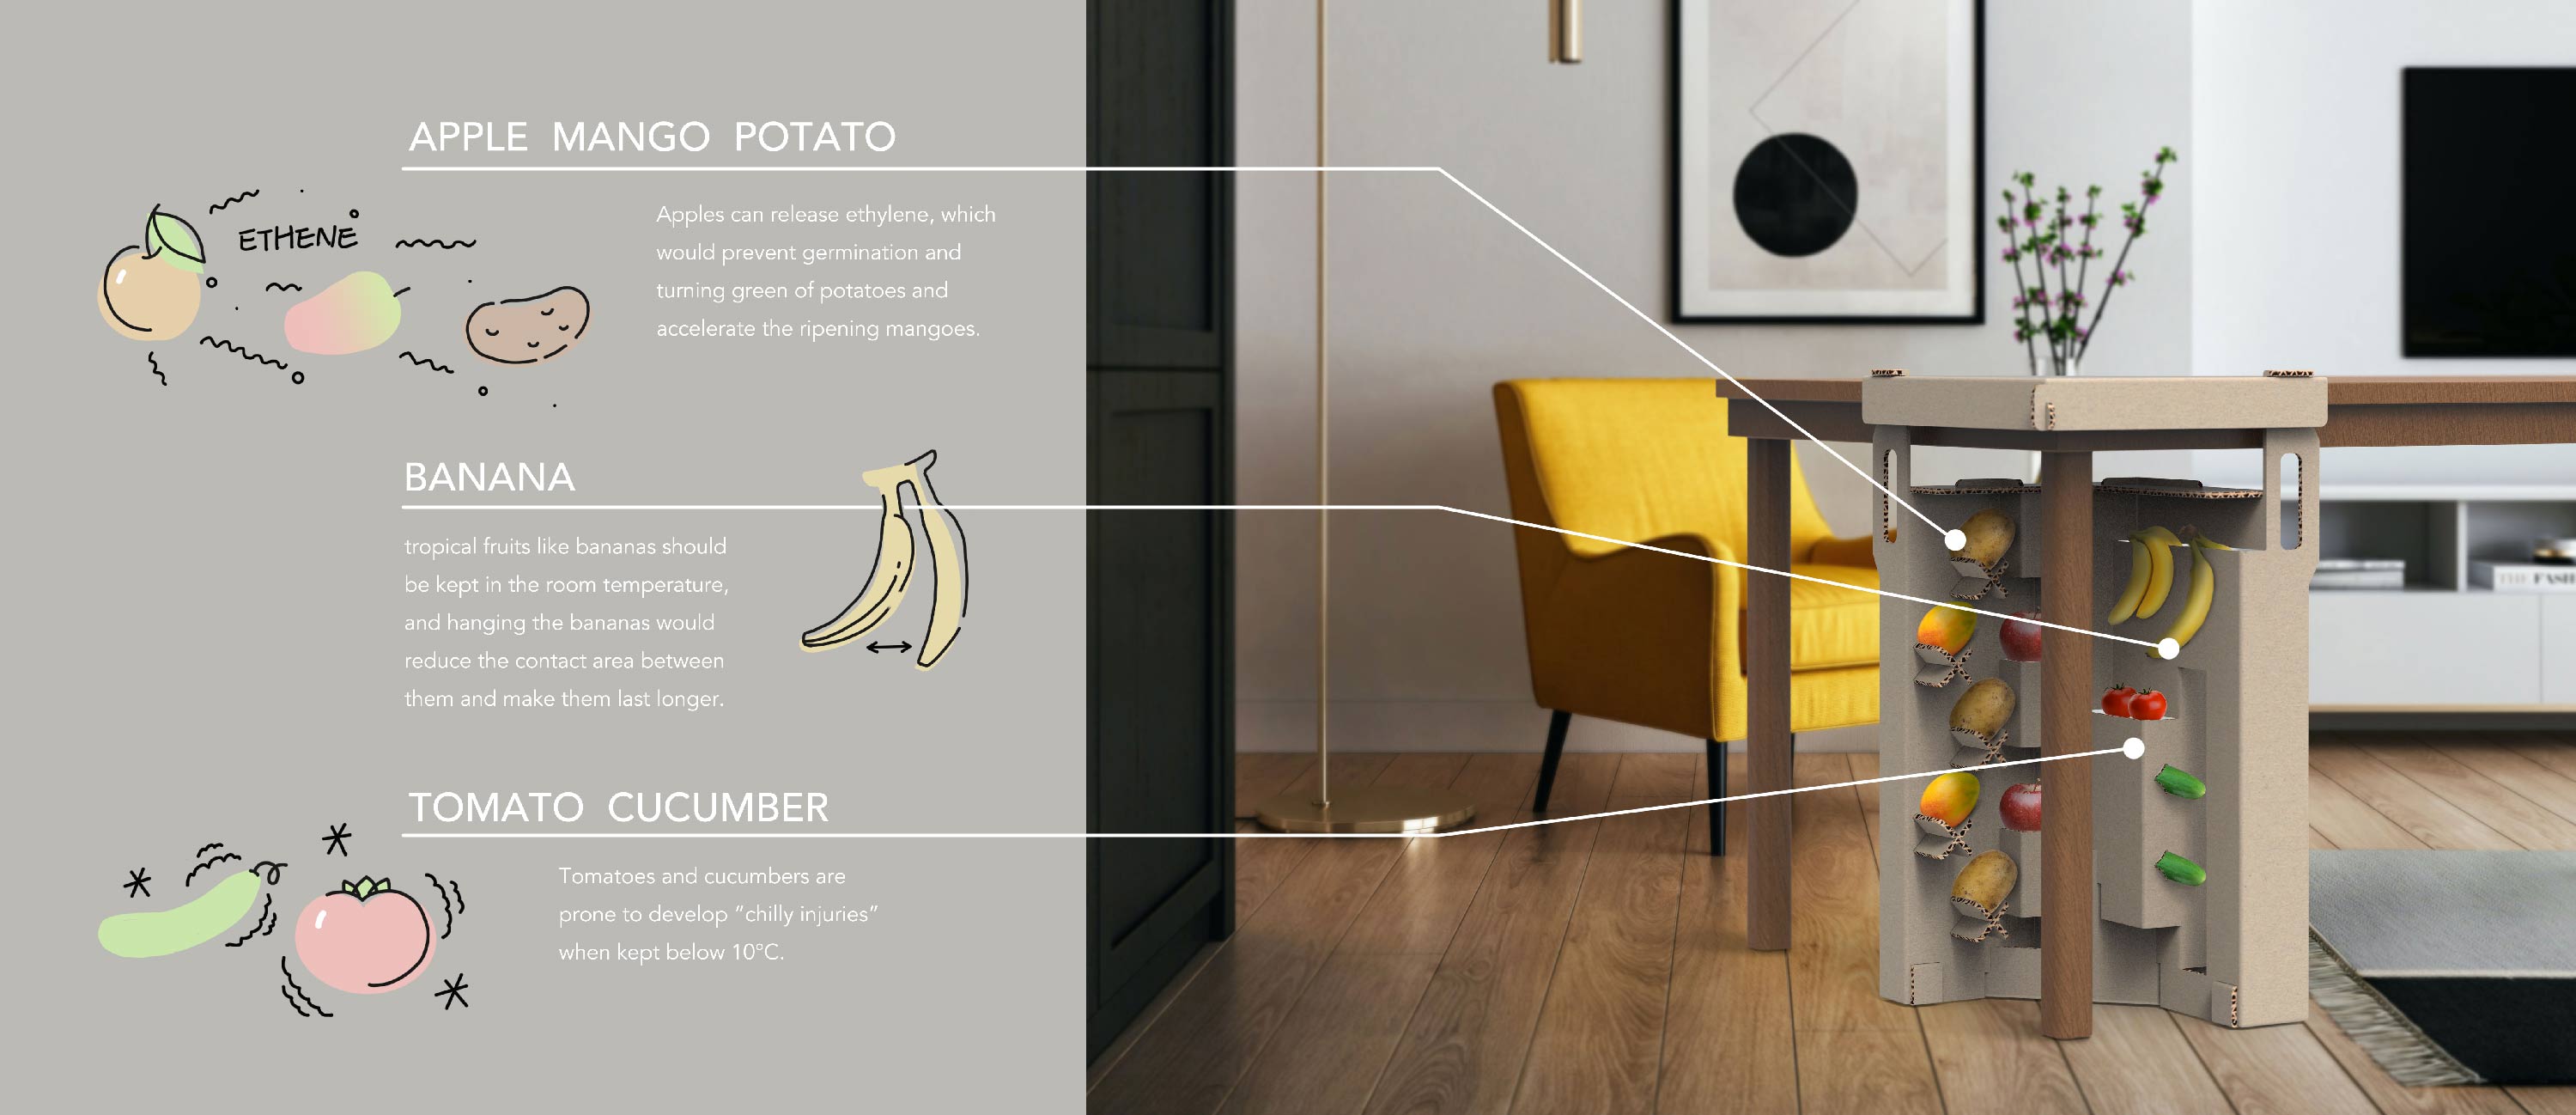 APPLE MANGO POTATO
ETHENE
Apples can release ethylene, which
would prevent germination and
turning green of potatoes and
accelerate the ripening mangoes.
BANANA
tropical fruits like bananas should
be kept in the room temperature,
and hanging the bananas would
reduce the contact area between
them and make them last longer.
TOMATO CUCUMBER
Tomatoes and cucumbers are
prone to develop “chilly injuries”
when kept below 10°C.